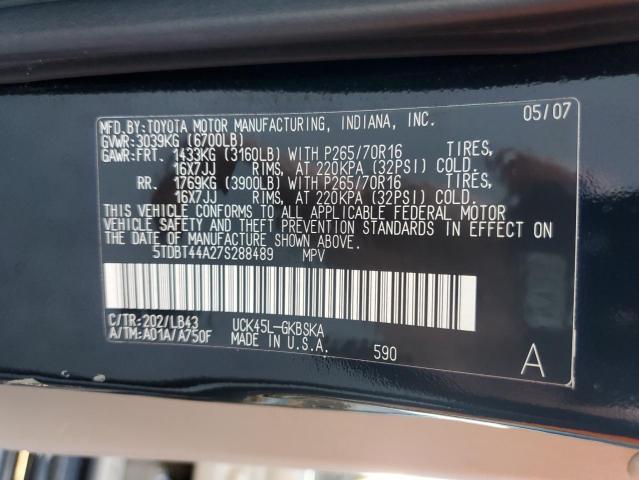 MFD.BY:TOYOTA MOTOR MANUFACTURING, INDIANA, INC. 05/07
GVWR:3039KG (6700LB)
GAWR:FRT. 1433KG (3160LB) WITH P265/70R16 TIRES,
16X7JJ RIMS, AT 220KPA (32PSI) COLD.
RR. 1769KG (3900LB) WITH P265/70R16 TIRES,
16X7JJ RIMS, AT 220KPA (32PSI) COLD.
THIS VEHICLE CONFORMS TO ALL APPLICABLE FEDERAL MOTOR
VEHICLE SAFETY AND THEFT PREVENTION STANDARDS IN EFFECT ON
THE DATE OF MANUFACTURE SHOWN ABOVE.
5TDBT44A27S288489 MPV
C/TR:202/LB43 UCK45L-GKBSKA
A/TM:A01A/A750F MADE IN U.S.A. 590 A